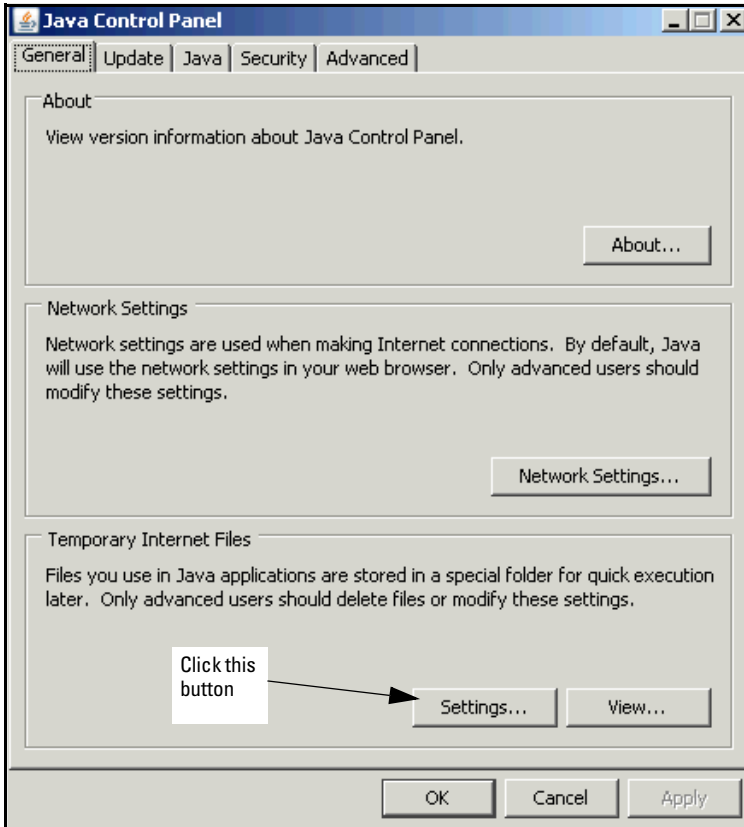 Java Control Panel
General Update Java Security Advanced
About
View version information about Java Control Panel.
About...
Network Settings
Network settings are used when making Internet connections. By default, Java
will use the network settings in your web browser. Only advanced users should
modify these settings.
Network Settings...
Temporary Internet Files
Files you use in Java applications are stored in a special folder for quick execution
later. Only advanced users should delete files or modify these settings.
Click this
button
Settings... View...
OK Cancel Apply